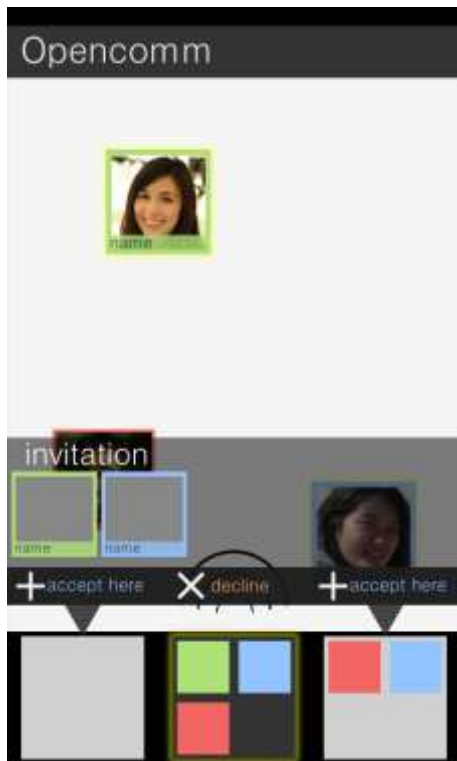 Opencomm
name
invitation
name name
accept here decline accept here